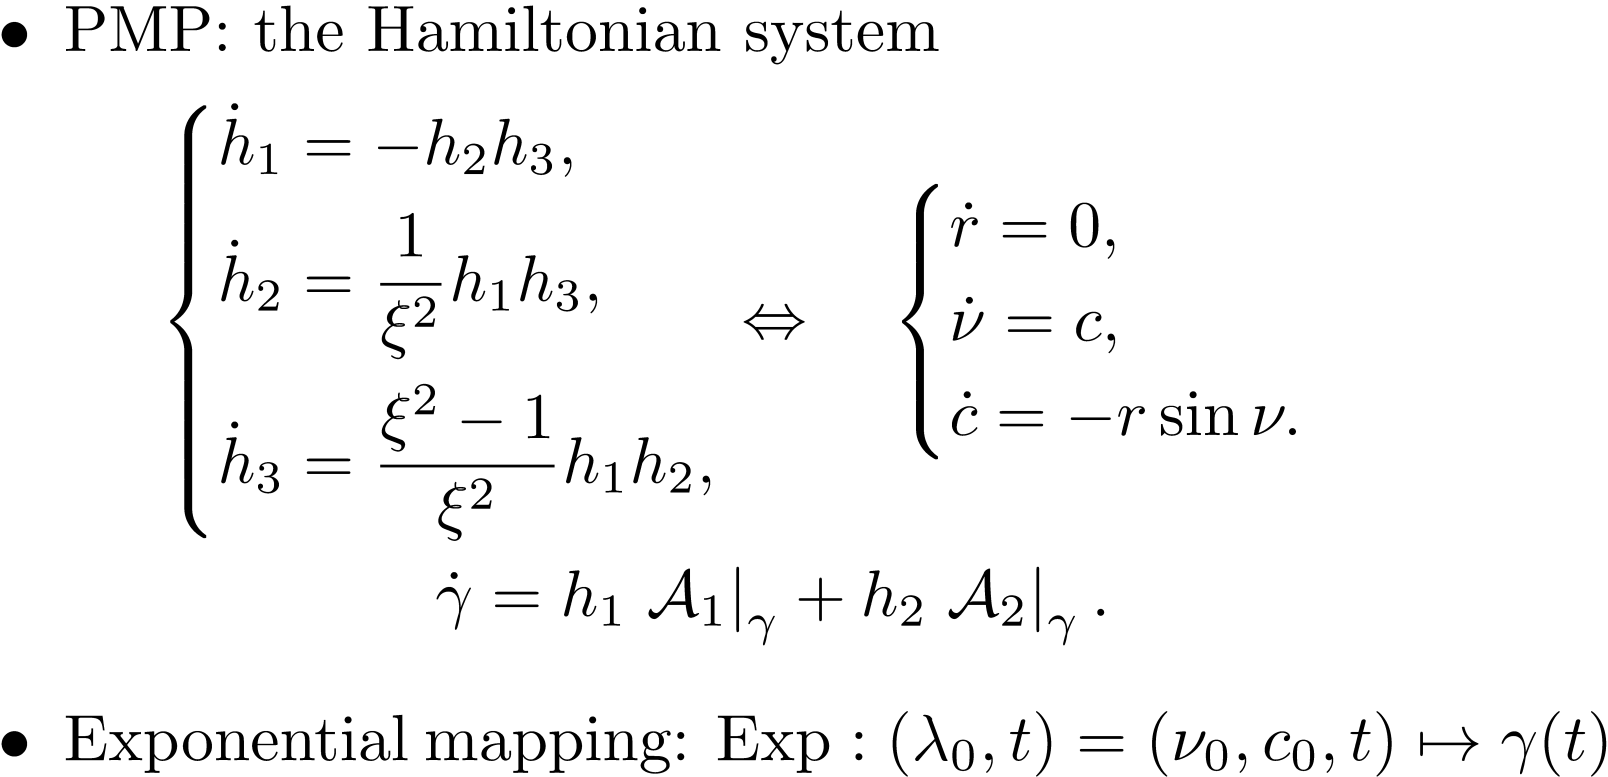 • PMP: the Hamiltonian system
ḣ₁ = −h₂h₃,
ḣ₂ = 1/ξ² h₁h₃,
ḣ₃ = (ξ² − 1)/ξ² h₁h₂,
⇔
ṙ = 0,
ν̇ = c,
ċ = −r sin ν.
γ̇ = h₁ 𝒜₁|_γ + h₂ 𝒜₂|_γ .
• Exponential mapping: Exp : (λ₀, t) = (ν₀, c₀, t) ↦ γ(t)